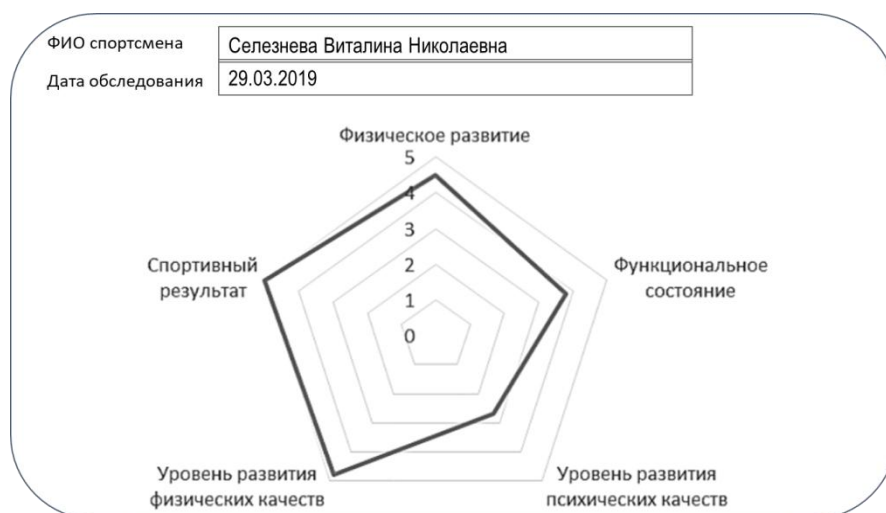 ФИО спортсмена
Селезнева Виталина Николаевна
Дата обследования
29.03.2019
Физическое развитие
5
4
3
2
1
0
Функциональное
состояние
Уровень развития
психических качеств
Уровень развития
физических качеств
Спортивный
результат